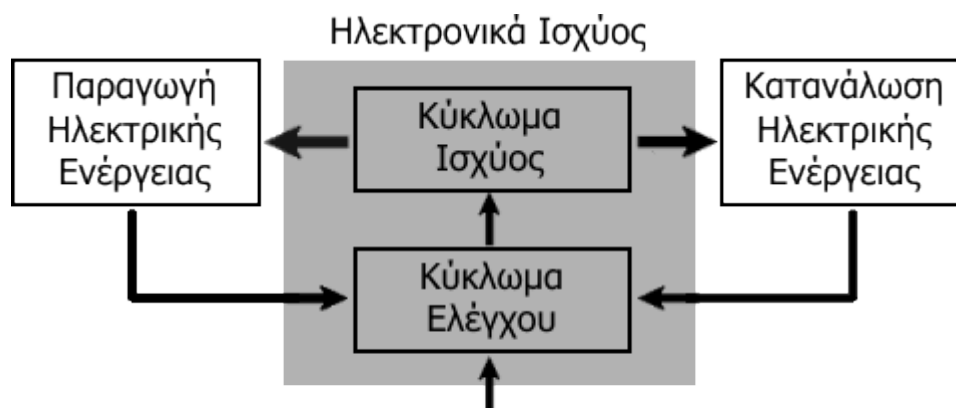 Ηλεκτρονικά Ισχύος
Παραγωγή
Ηλεκτρικής
Ενέργειας
Κύκλωμα
Ισχύος
Κατανάλωση
Ηλεκτρικής
Ενέργειας
Κύκλωμα
Ελέγχου